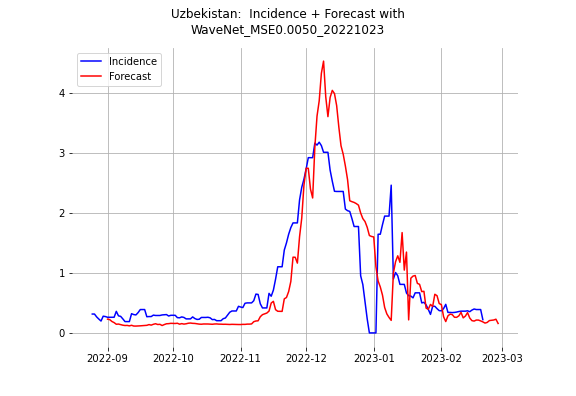 Uzbekistan:  Incidence + Forecast with
WaveNet_MSE0.0050_20221023
Incidence
Forecast
4
3
2
1
0
2022-09 2022-10 2022-11 2022-12 2023-01 2023-02 2023-03